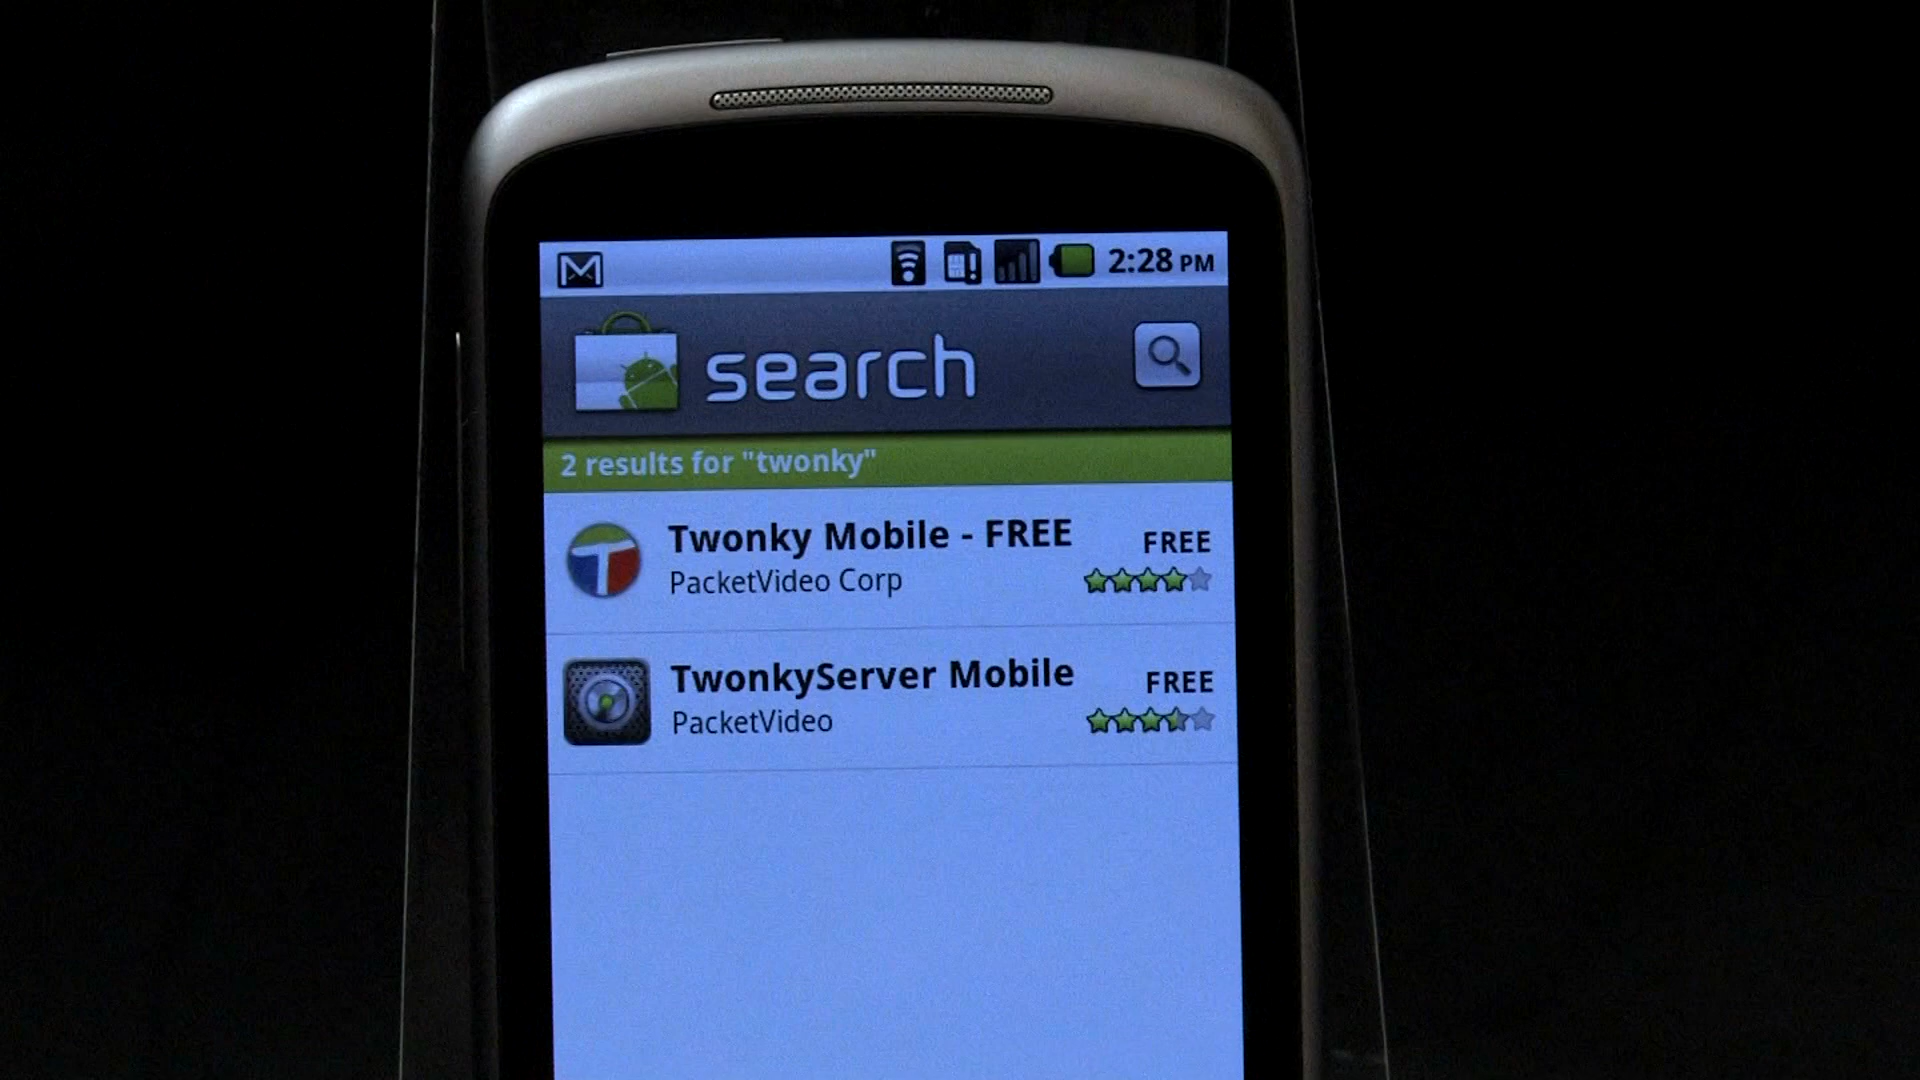 2:28 PM
search
2 results for "twonky"
Twonky Mobile - FREE FREE
PacketVideo Corp
TwonkyServer Mobile FREE
PacketVideo